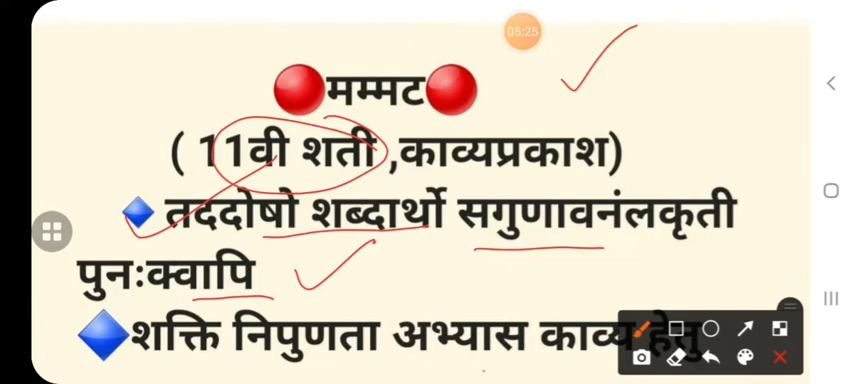 05:25
मम्मट
( 11वी शती ,काव्यप्रकाश)
तददोषो शब्दार्थो सगुणावनंलकृती
पुनःक्वापि
शक्ति निपुणता अभ्यास काव्य हेतु